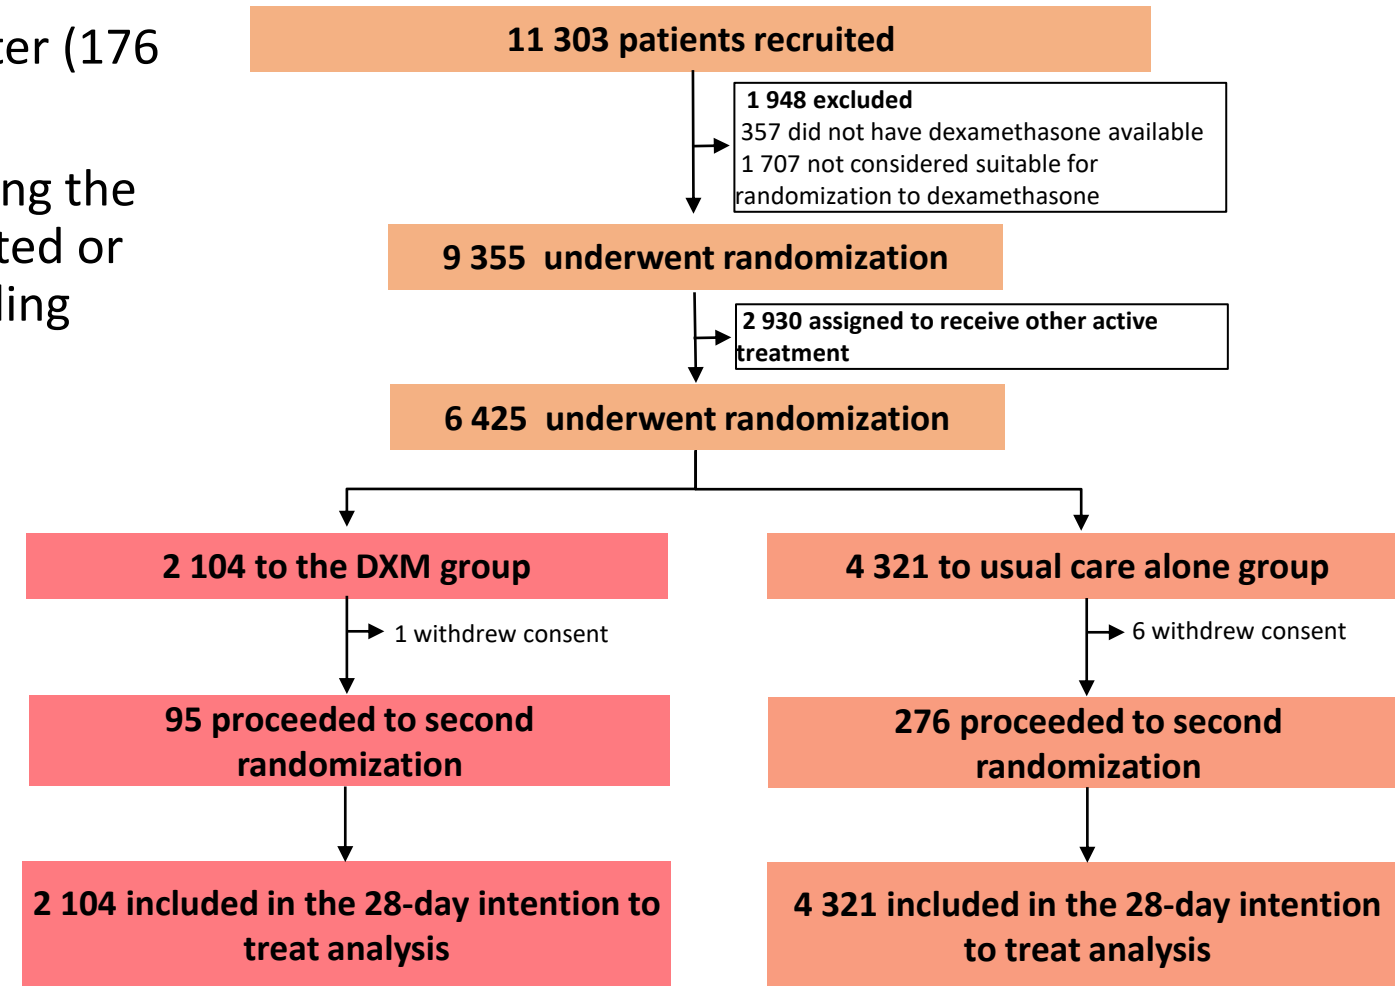 ter (176
ng the
ted or
ling
11 303 patients recruited
1 948 excluded
357 did not have dexamethasone available
1 707 not considered suitable for
randomization to dexamethasone
9 355 underwent randomization
2 930 assigned to receive other active
treatment
6 425 underwent randomization
2 104 to the DXM group
4 321 to usual care alone group
1 withdrew consent
6 withdrew consent
95 proceeded to second
randomization
276 proceeded to second
randomization
2 104 included in the 28-day intention to
treat analysis
4 321 included in the 28-day intention
to treat analysis